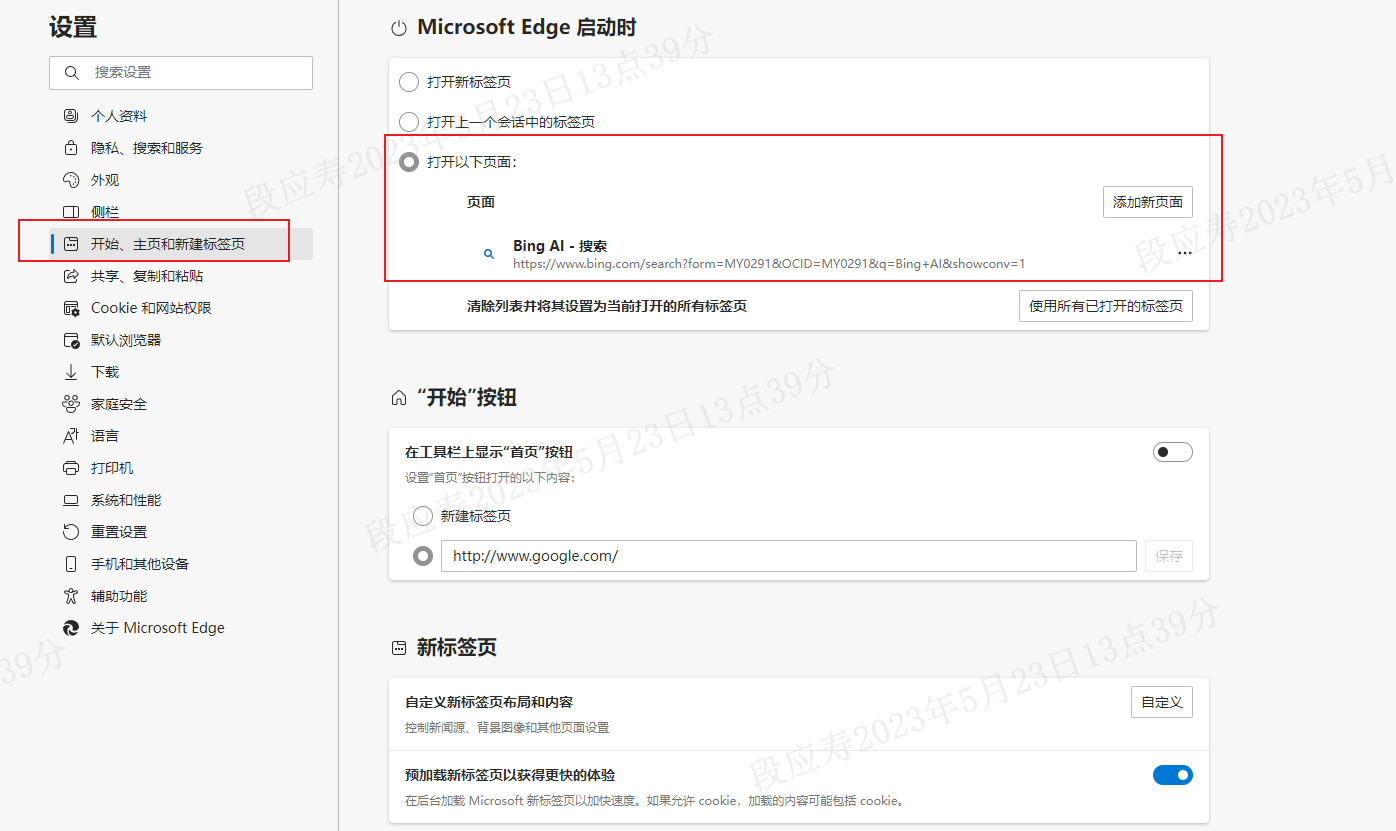 设置
搜索设置
个人资料
隐私、搜索和服务
外观
侧栏
开始、主页和新建标签页
共享、复制和粘贴
Cookie 和网站权限
默认浏览器
下载
家庭安全
语言
打印机
系统和性能
重置设置
手机和其他设备
辅助功能
关于 Microsoft Edge
Microsoft Edge 启动时
打开新标签页
打开上一个会话中的标签页
打开以下页面：
页面
添加新页面
Bing AI - 搜索
https://www.bing.com/search?form=MY0291&OCID=MY0291&q=Bing+AI&showconv=1
清除列表并将其设置为当前打开的所有标签页
使用所有已打开的标签页
“开始”按钮
在工具栏上显示“首页”按钮
设置“首页”按钮打开的以下内容：
新建标签页
http://www.google.com/
保存
新标签页
自定义新标签页布局和内容
自定义
控制新闻源、背景图像和其他页面设置
预加载新标签页以获得更快的体验
在后台加载 Microsoft 新标签页以加快速度。如果允许 cookie，加载的内容可能包括 cookie。
段应寿2023年5月23日13点39分
段应寿2023年5月
段应寿2023年5月23日13点39分
39分
段应寿2023年5月23日13点39分